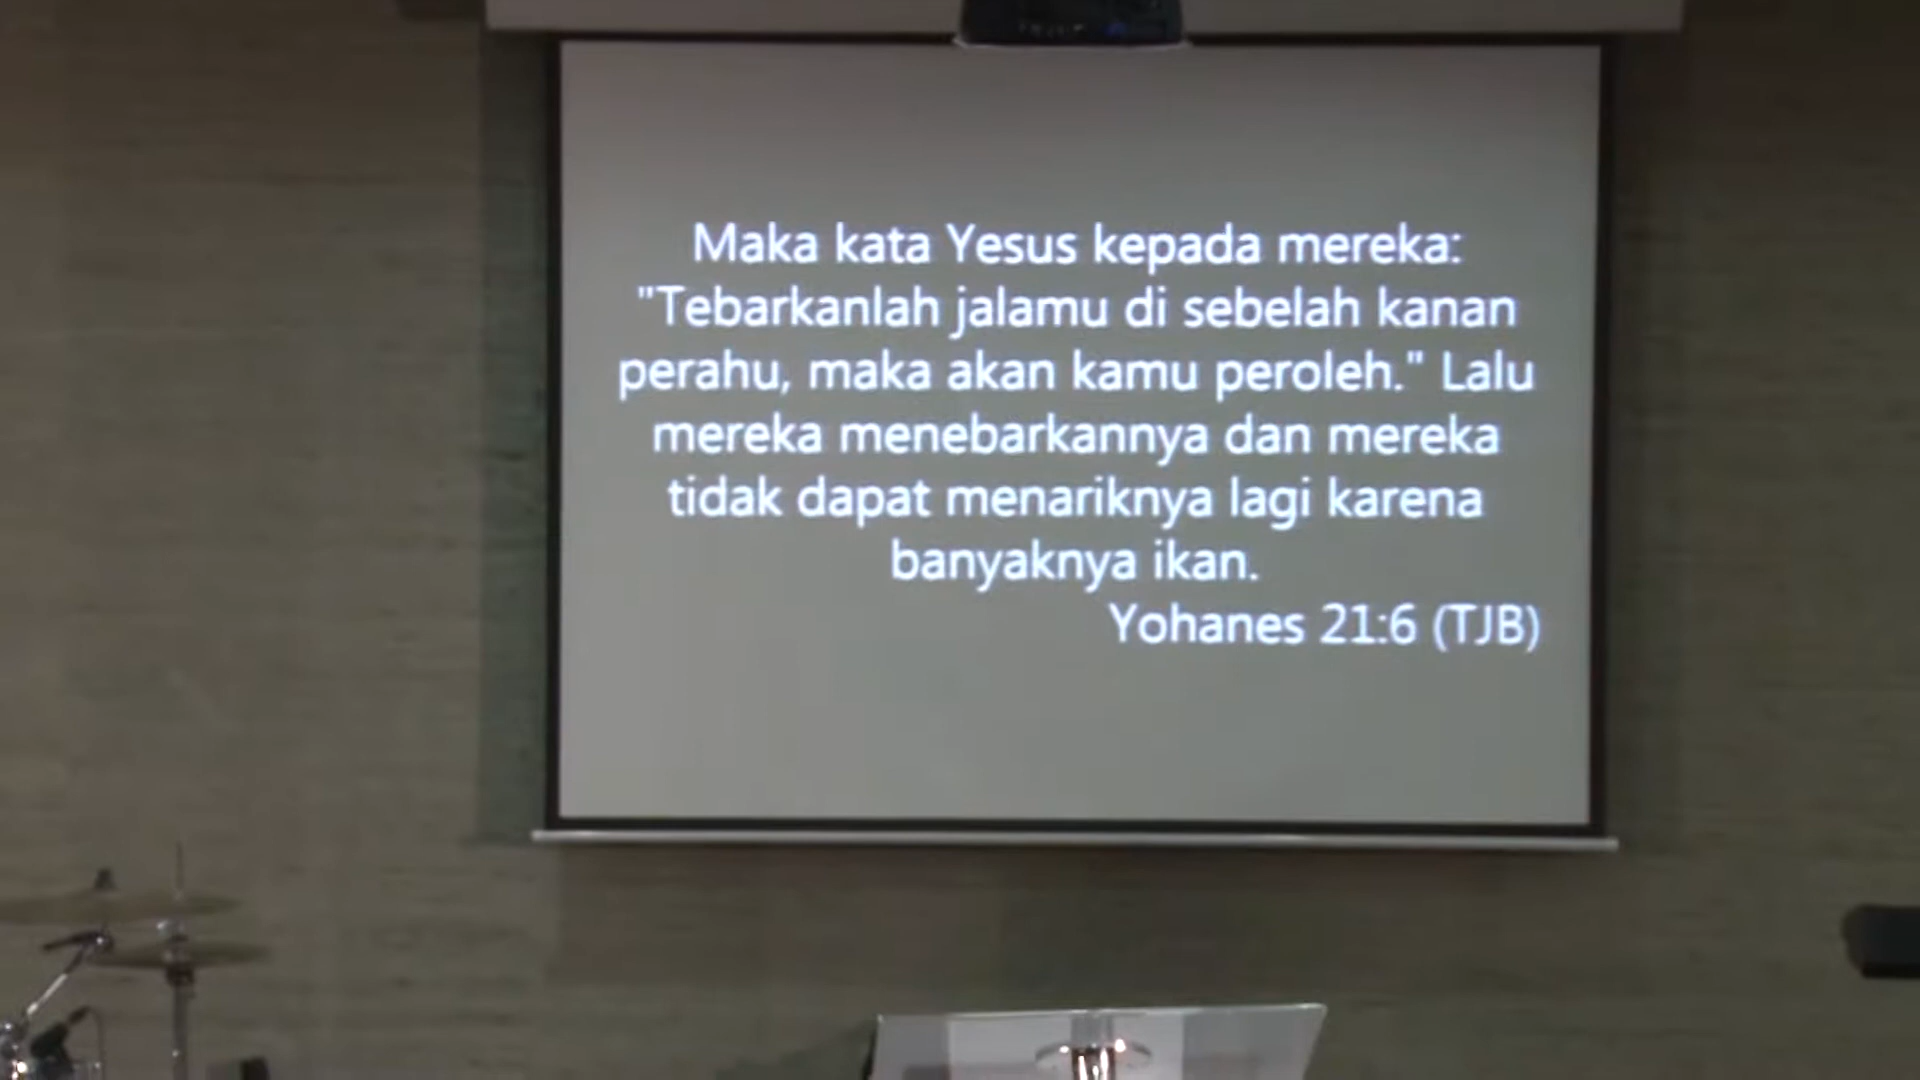 Maka kata Yesus kepada mereka:
"Tebarkanlah jalamu di sebelah kanan
perahu, maka akan kamu peroleh." Lalu
mereka menebarkannya dan mereka
tidak dapat menariknya lagi karena
banyaknya ikan.
Yohanes 21:6 (TJB)